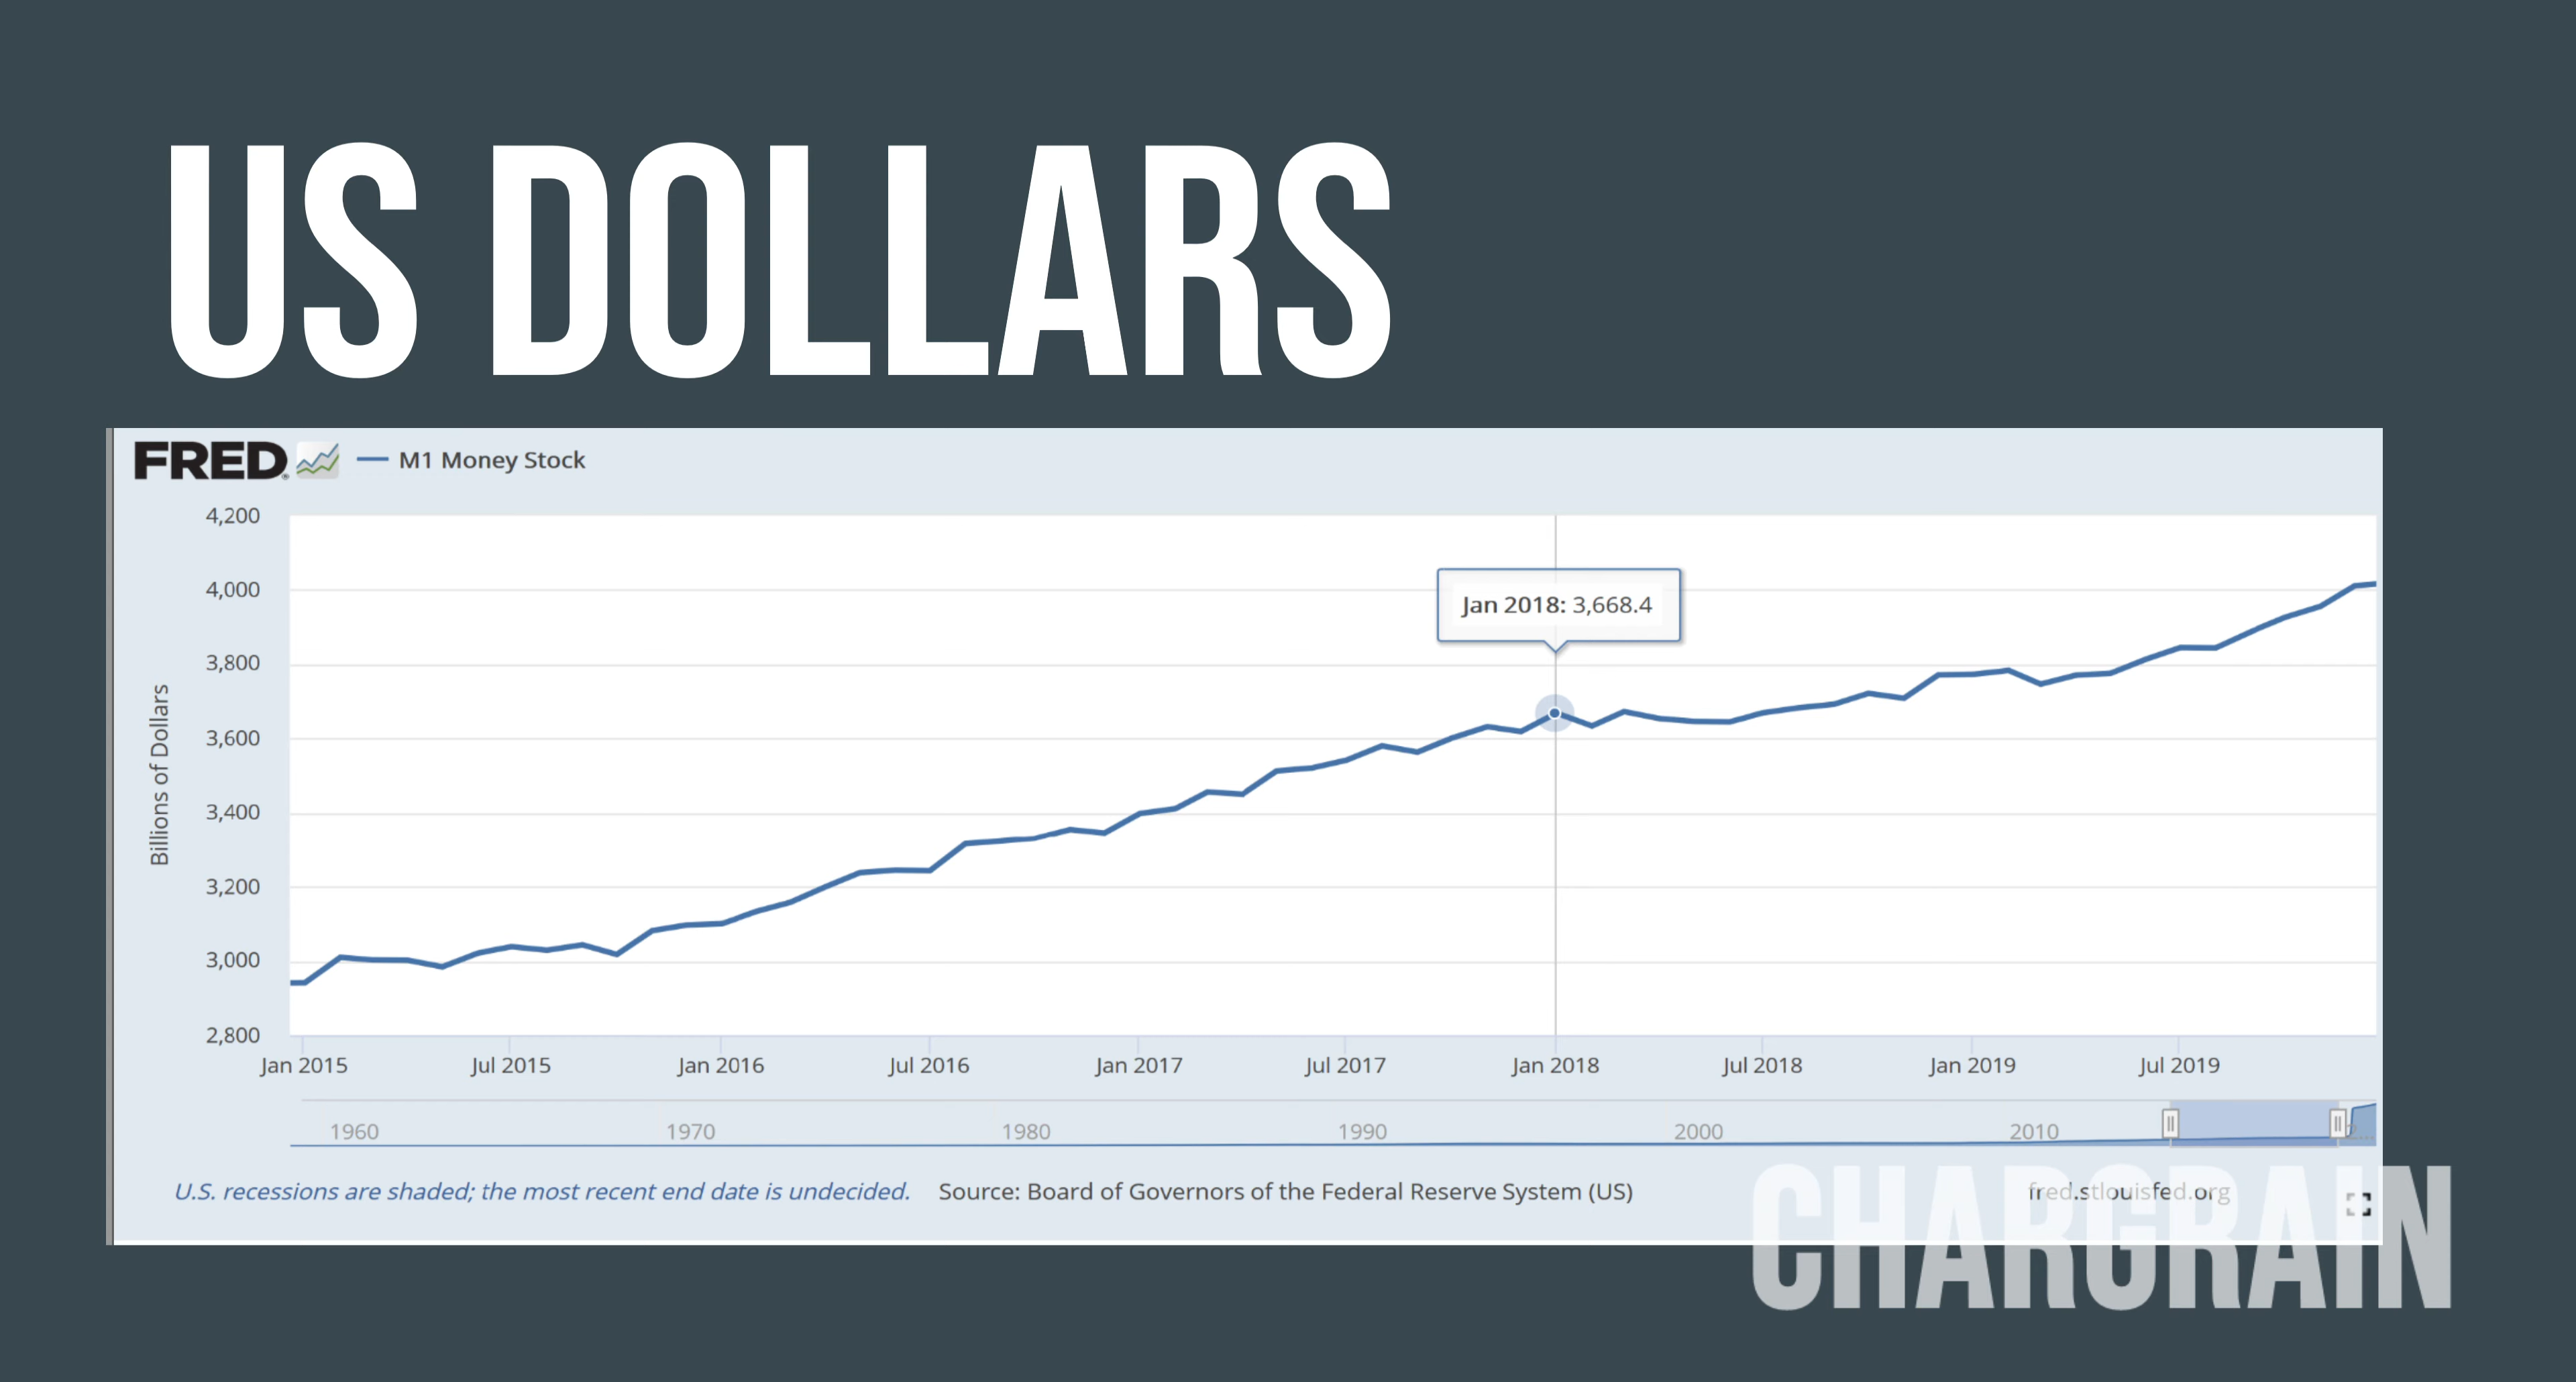 US DOLLARS
FRED® — M1 Money Stock
4,200
4,000
3,800
3,600
3,400
3,200
3,000
2,800
Billions of Dollars
Jan 2018: 3,668.4
Jan 2015 Jul 2015 Jan 2016 Jul 2016 Jan 2017 Jul 2017 Jan 2018 Jul 2018 Jan 2019 Jul 2019
1960 1970 1980 1990 2000 2010
U.S. recessions are shaded; the most recent end date is undecided. Source: Board of Governors of the Federal Reserve System (US) fred.stlouisfed.org
CHARGRAIN